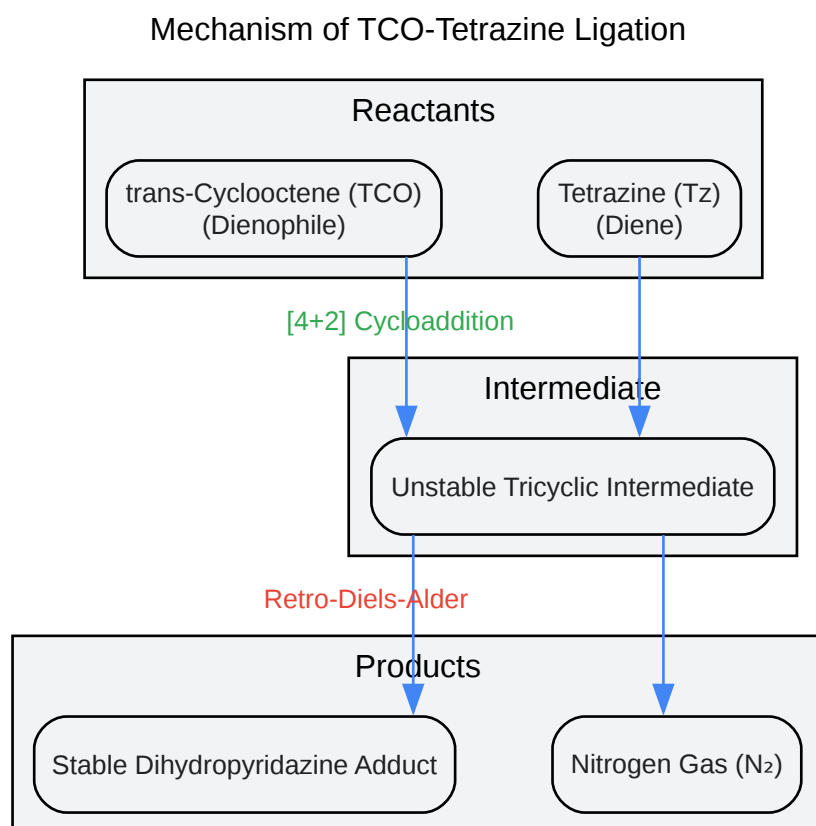 Mechanism of TCO-Tetrazine Ligation
Reactants
trans-Cyclooctene (TCO)
(Dienophile)
Tetrazine (Tz)
(Diene)
[4+2] Cycloaddition
Intermediate
Unstable Tricyclic Intermediate
Retro-Diels-Alder
Products
Stable Dihydropyridazine Adduct
Nitrogen Gas (N₂)